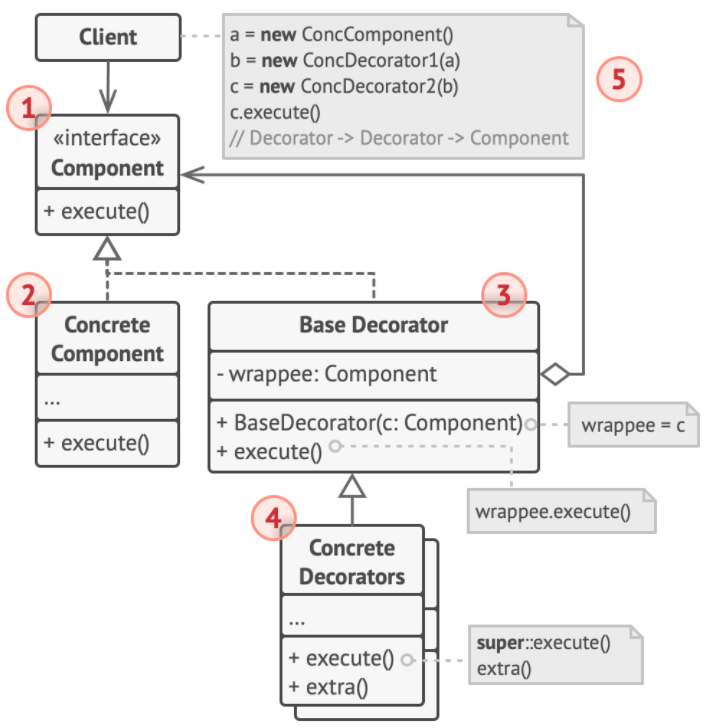 Client
a = new ConcComponent()
b = new ConcDecorator1(a)
c = new ConcDecorator2(b)
c.execute()
// Decorator -> Decorator -> Component
5
1
«interface»
Component
+ execute()
2
Concrete
Component
...
+ execute()
3
Base Decorator
- wrappee: Component
+ BaseDecorator(c: Component)
+ execute()
wrappee = c
wrappee.execute()
4
Concrete
Decorators
...
+ execute()
+ extra()
super::execute()
extra()